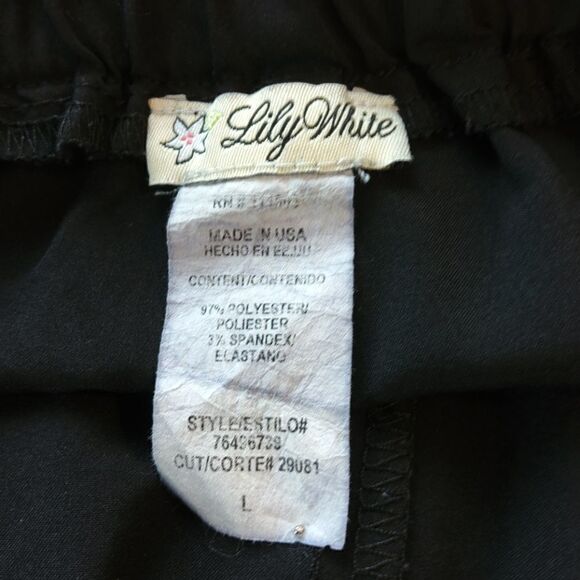 Lily White
RN #
MADE IN USA
HECHO EN EE.UU
CONTENT/CONTENIDO
97% POLYESTER/
POLIESTER
3% SPANDEX/
ELASTANO
STYLE/ESTILO#
CUT/CORTE# 29081
L